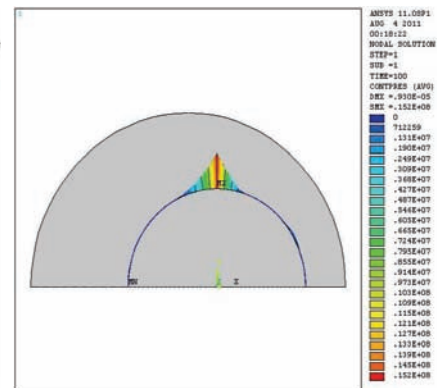 1
ANSYS 11.0SP1
AUG 4 2011
00:18:22
NODAL SOLUTION
STEP=1
SUB =1
TIME=100
CONTPRES (AVG)
DMX =.930E-05
SMX =.152E+08
0
712259
.131E+07
.190E+07
.249E+07
.309E+07
.368E+07
.427E+07
.487E+07
.546E+07
.605E+07
.665E+07
.724E+07
.795E+07
.855E+07
.914E+07
.973E+07
.103E+08
.109E+08
.115E+08
.121E+08
.127E+08
.133E+08
.139E+08
.145E+08
.152E+08
MX
MN
X